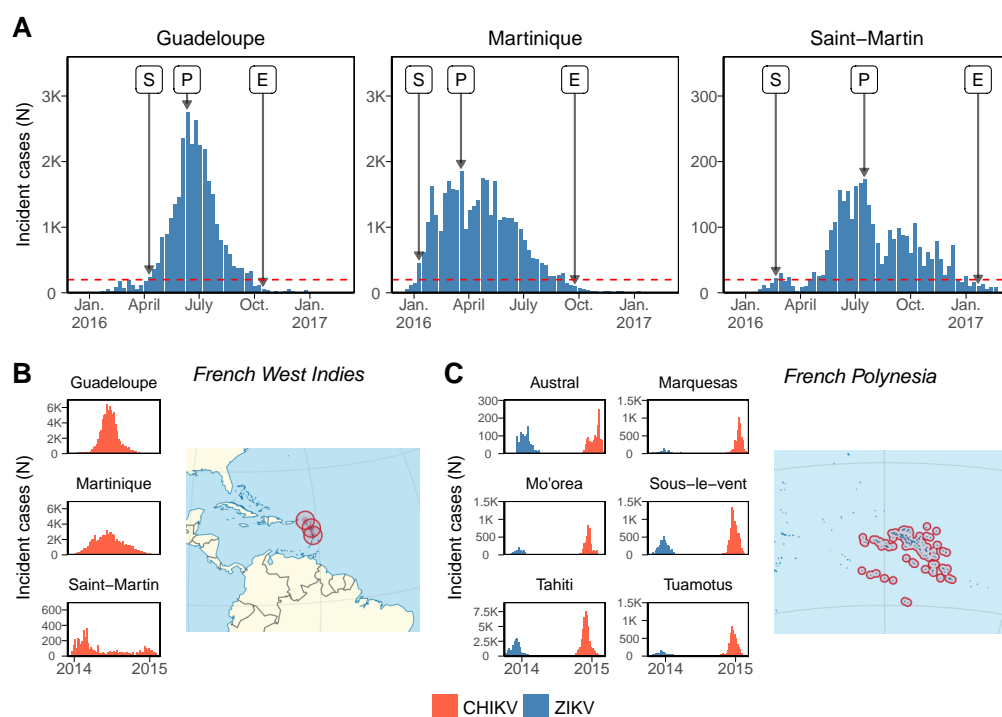 A
Guadeloupe
Martinique
Saint−Martin
Incident cases (N)
S
P
E
S
P
E
S
P
E
3K
2K
1K
0
3K
2K
1K
0
300
200
100
0
Jan.
2016
April
July
Oct.
Jan.
2017
Jan.
2016
April
July
Oct.
Jan.
2017
Jan.
2016
April
July
Oct.
Jan.
2017
B
French West Indies
Incident cases (N)
Guadeloupe
6K
4K
2K
0
Martinique
6K
4K
2K
0
Saint−Martin
600
400
200
0
2014
2015
C
French Polynesia
Incident cases (N)
Austral
300
200
100
0
Marquesas
1.5K
1K
500
0
Mo'orea
1.5K
1K
500
0
Sous−le−vent
1.5K
1K
500
0
Tahiti
7.5K
5K
2.5K
0
Tuamotus
1.5K
1K
500
0
2014
2015
2014
2015
CHIKV
ZIKV